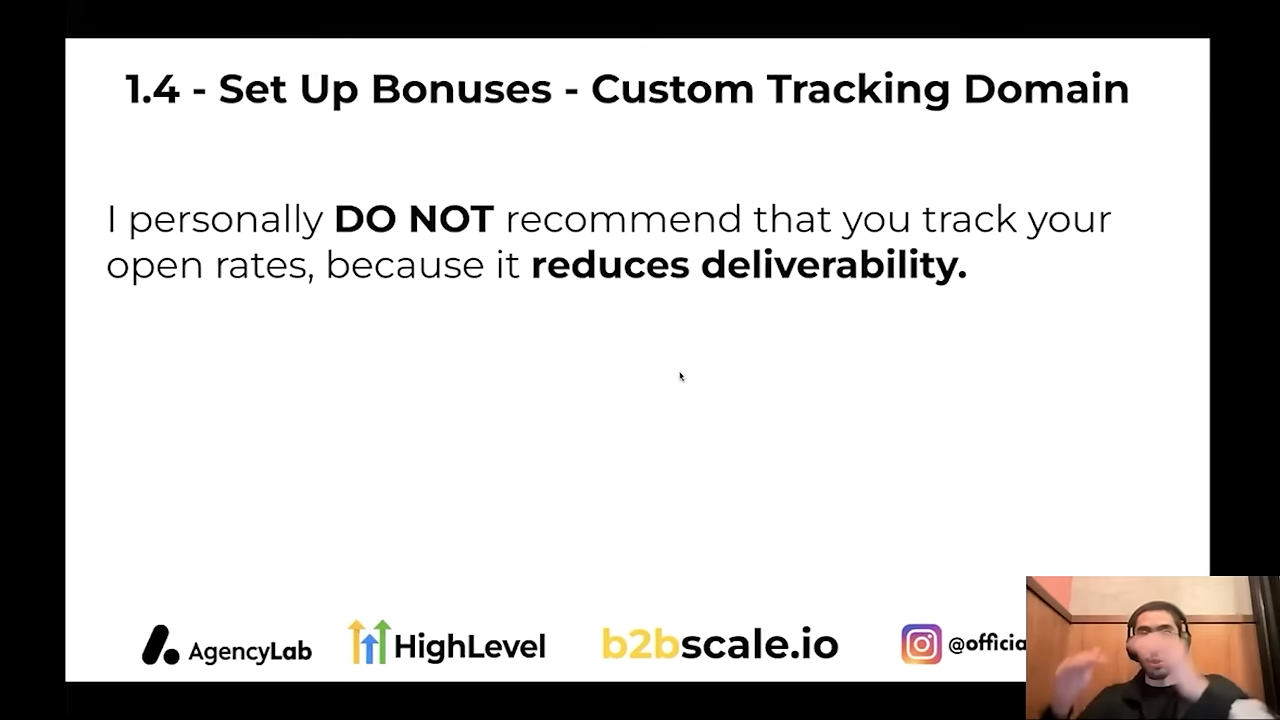 1.4 - Set Up Bonuses - Custom Tracking Domain
I personally DO NOT recommend that you track your
open rates, because it reduces deliverability.
AgencyLab
HighLevel
b2bscale.io
@officia